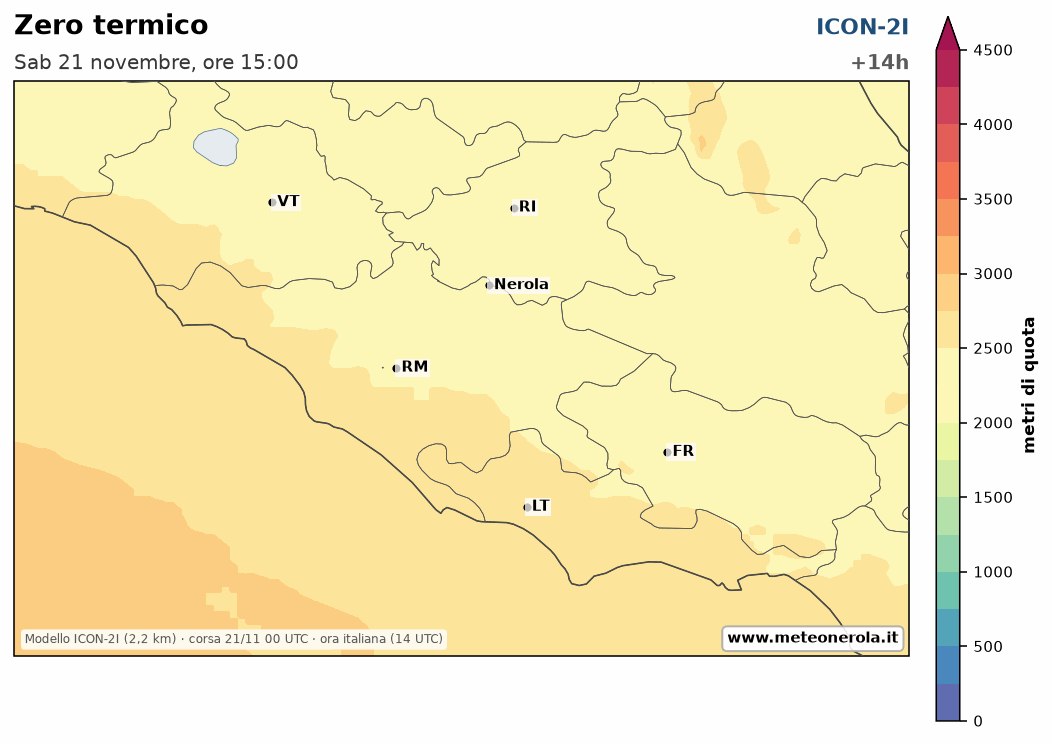 Zero termico
ICON-2I
Sab 21 novembre, ore 15:00
+14h
4500
4000
3500
3000
2500
2000
1500
1000
500
0
metri di quota
VT
RI
Nerola
RM
FR
LT
Modello ICON-2I (2,2 km) · corsa 21/11 00 UTC · ora italiana (14 UTC)
www.meteonerola.it